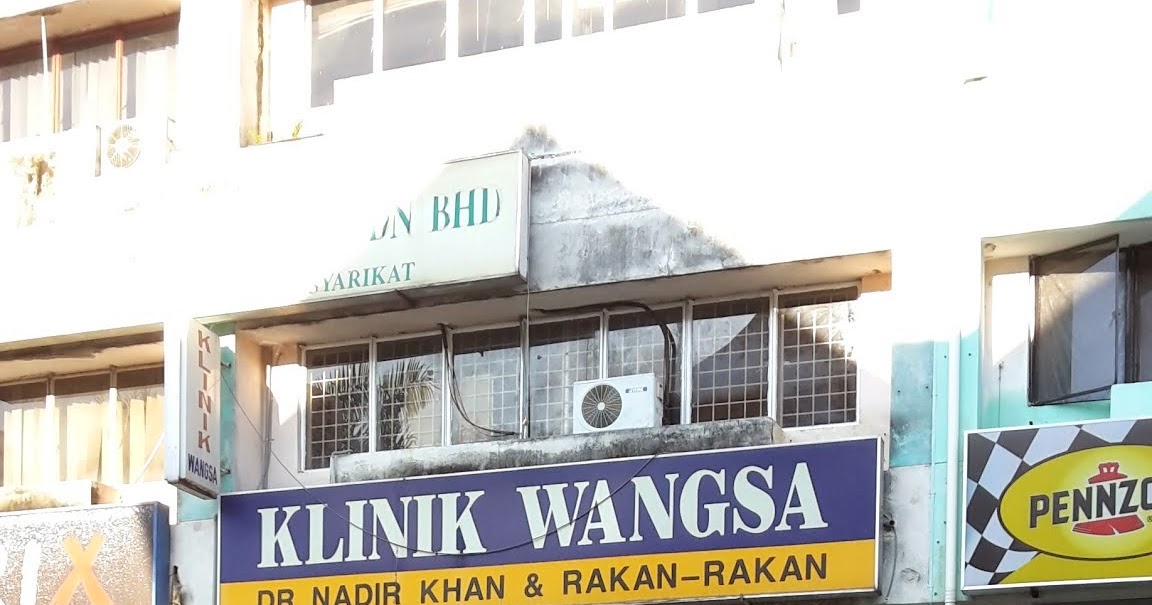 DN BHD
SYARIKAT
KLINIK
WANGSA
KLINIK WANGSA
DR NADIR KHAN & RAKAN-RAKAN
PENNZO